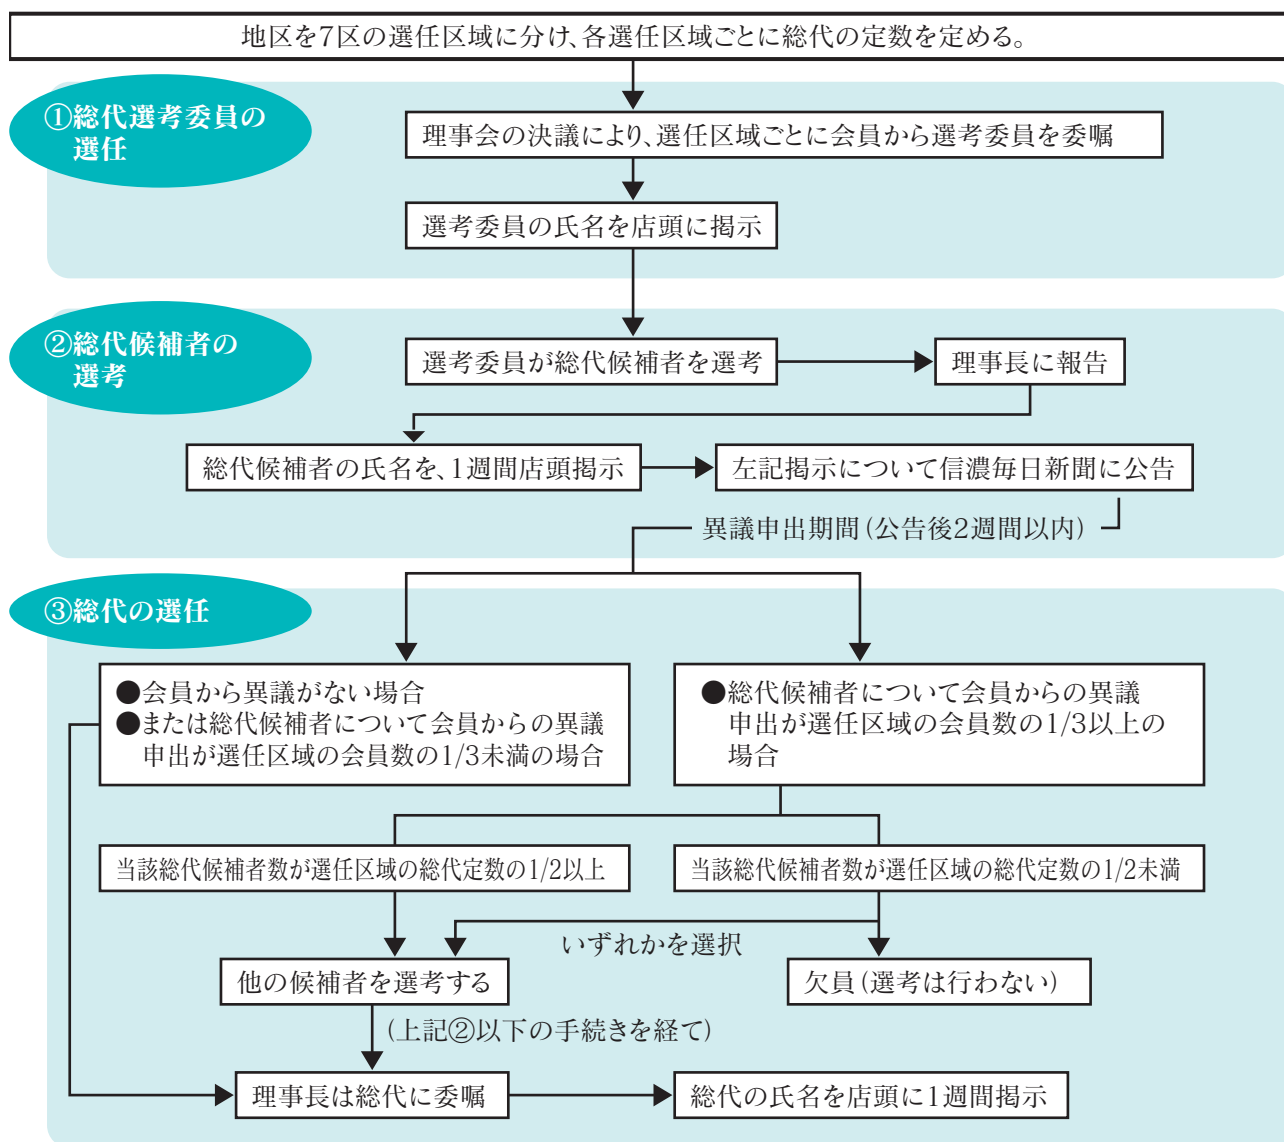 地区を7区の選任区域に分け、各選任区域ごとに総代の定数を定める。
①総代選考委員の
選任
理事会の決議により、選任区域ごとに会員から選考委員を委嘱
選考委員の氏名を店頭に掲示
②総代候補者の
選考
選考委員が総代候補者を選考
理事長に報告
総代候補者の氏名を、1週間店頭掲示
左記掲示について信濃毎日新聞に公告
異議申出期間(公告後2週間以内)
③総代の選任
●会員から異議がない場合
●または総代候補者について会員からの異議
申出が選任区域の会員数の1/3未満の場合
●総代候補者について会員からの異議
申出が選任区域の会員数の1/3以上の
場合
当該総代候補者数が選任区域の総代定数の1/2以上
当該総代候補者数が選任区域の総代定数の1/2未満
いずれかを選択
他の候補者を選考する
欠員(選考は行わない)
(上記②以下の手続きを経て)
理事長は総代に委嘱
総代の氏名を店頭に1週間掲示